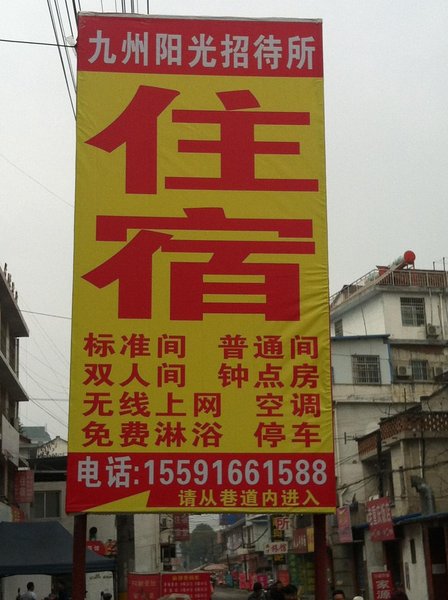 九州阳光招待所
住
宿
标准间 普通间
双人间 钟点房
无线上网 空调
免费淋浴 停车
电话:15591661588
请从巷道内进入